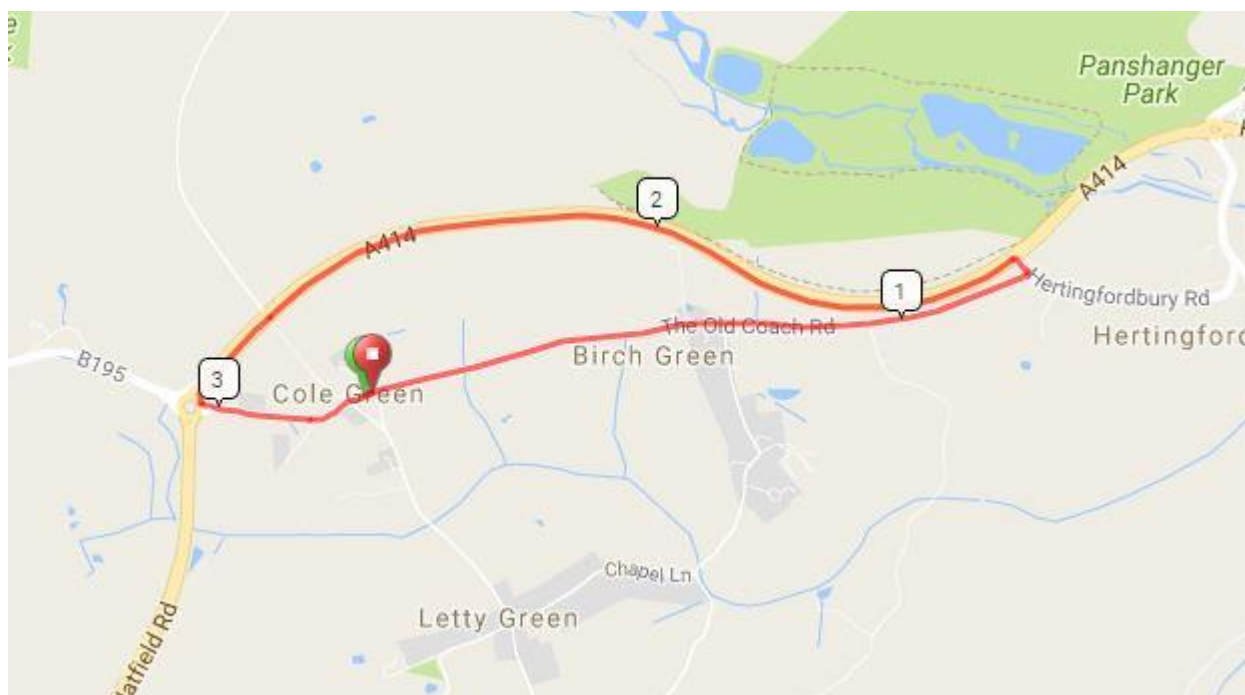 Panshanger
Park
A414
2
A414
1
Hertingfordbury Rd
The Old Coach Rd
Hertingford
Birch Green
B195
3
Cole Green
Chapel Ln
Letty Green
atfield Rd